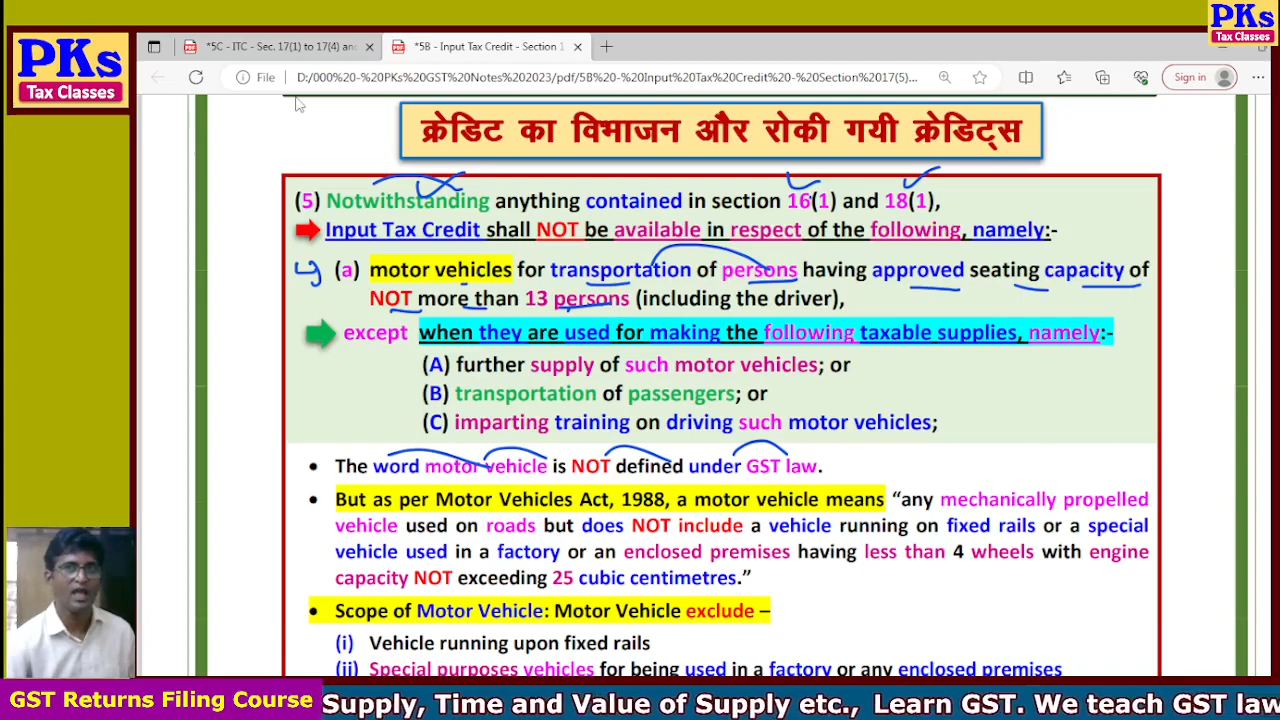 PKs
Tax Classes
PKs
Tax Classes
*5C - ITC - Sec. 17(1) to 17(4) and
*5B - Input Tax Credit - Section 1
File
D:/000%20-%20PKs%20GST%20Notes%202023/pdf/5B%20-%20Input%20Tax%20Credit%20-%20Section%2017(5)...
Sign in
क्रेडिट का विभाजन और रोकी गयी क्रेडिट्स
(5) Notwithstanding anything contained in section 16(1) and 18(1),
Input Tax Credit shall NOT be available in respect of the following, namely:-
(a) motor vehicles for transportation of persons having approved seating capacity of
NOT more than 13 persons (including the driver),
except when they are used for making the following taxable supplies, namely:-
(A) further supply of such motor vehicles; or
(B) transportation of passengers; or
(C) imparting training on driving such motor vehicles;
• The word motor vehicle is NOT defined under GST law.
• But as per Motor Vehicles Act, 1988, a motor vehicle means “any mechanically propelled
vehicle used on roads but does NOT include a vehicle running on fixed rails or a special
vehicle used in a factory or an enclosed premises having less than 4 wheels with engine
capacity NOT exceeding 25 cubic centimetres.”
• Scope of Motor Vehicle: Motor Vehicle exclude –
(i) Vehicle running upon fixed rails
(ii) Special purposes vehicles for being used in a factory or any enclosed premises
GST Returns Filing Course
Supply, Time and Value of Supply etc., Learn GST. We teach GST law